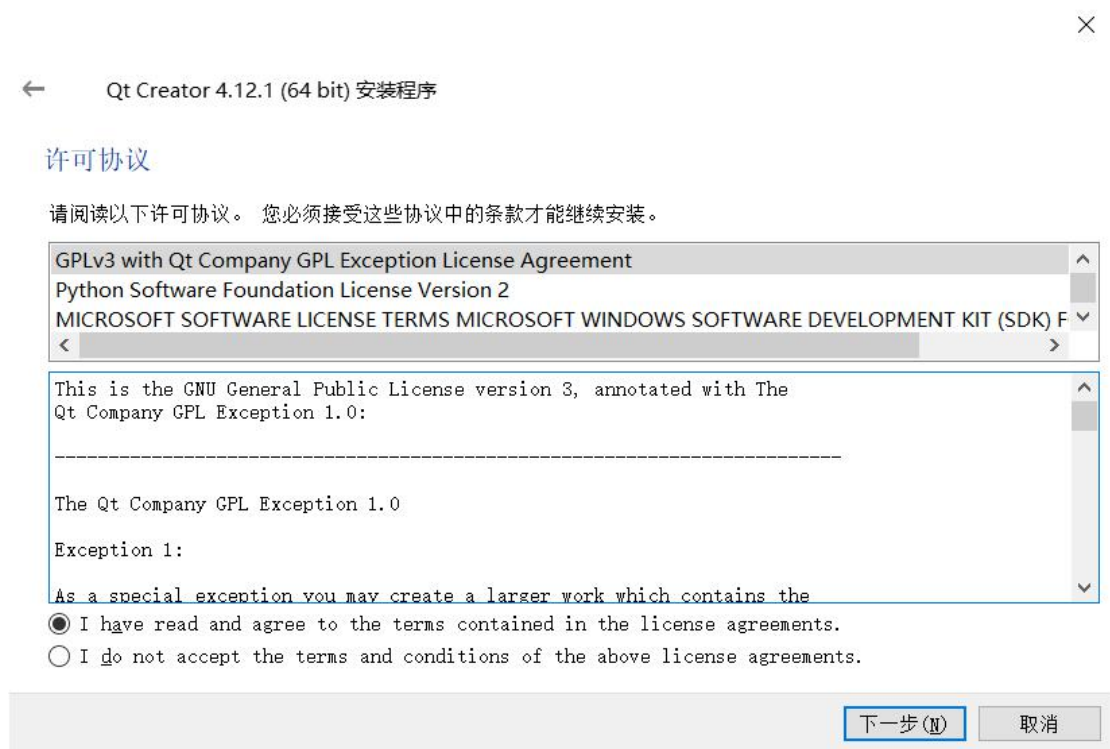 Qt Creator 4.12.1 (64 bit) 安装程序
许可协议
请阅读以下许可协议。 您必须接受这些协议中的条款才能继续安装。
GPLv3 with Qt Company GPL Exception License Agreement
Python Software Foundation License Version 2
MICROSOFT SOFTWARE LICENSE TERMS MICROSOFT WINDOWS SOFTWARE DEVELOPMENT KIT (SDK) F
This is the GNU General Public License version 3, annotated with The
Qt Company GPL Exception 1.0:
-------------------------------------------------------------------------
The Qt Company GPL Exception 1.0
Exception 1:
As a special exception you may create a larger work which contains the
I have read and agree to the terms contained in the license agreements.
I do not accept the terms and conditions of the above license agreements.
下一步(N) 取消